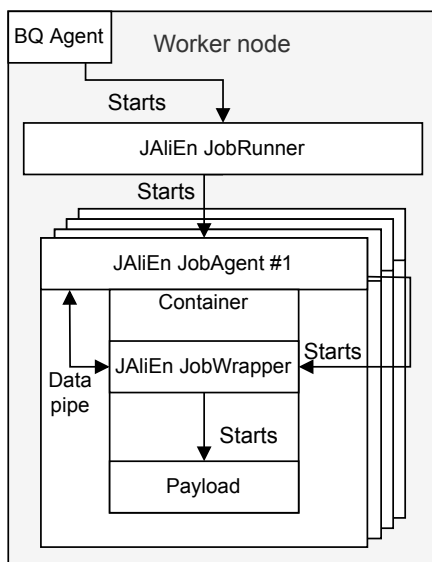 BQ Agent
Worker node
Starts
JAliEn JobRunner
Starts
JAliEn JobAgent #1
Container
JAliEn JobWrapper
Starts
Data
pipe
Starts
Payload